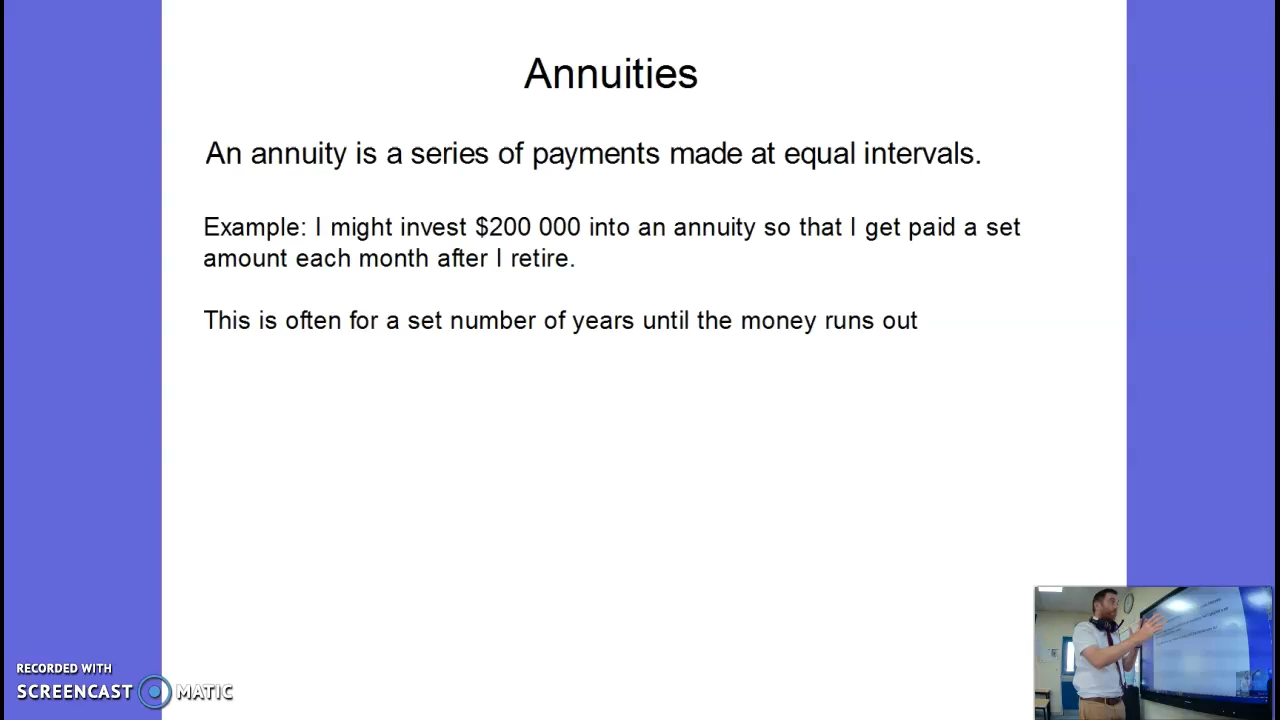 Annuities
An annuity is a series of payments made at equal intervals.
Example: I might invest $200 000 into an annuity so that I get paid a set
amount each month after I retire.
This is often for a set number of years until the money runs out
RECORDED WITH
SCREENCAST MATIC